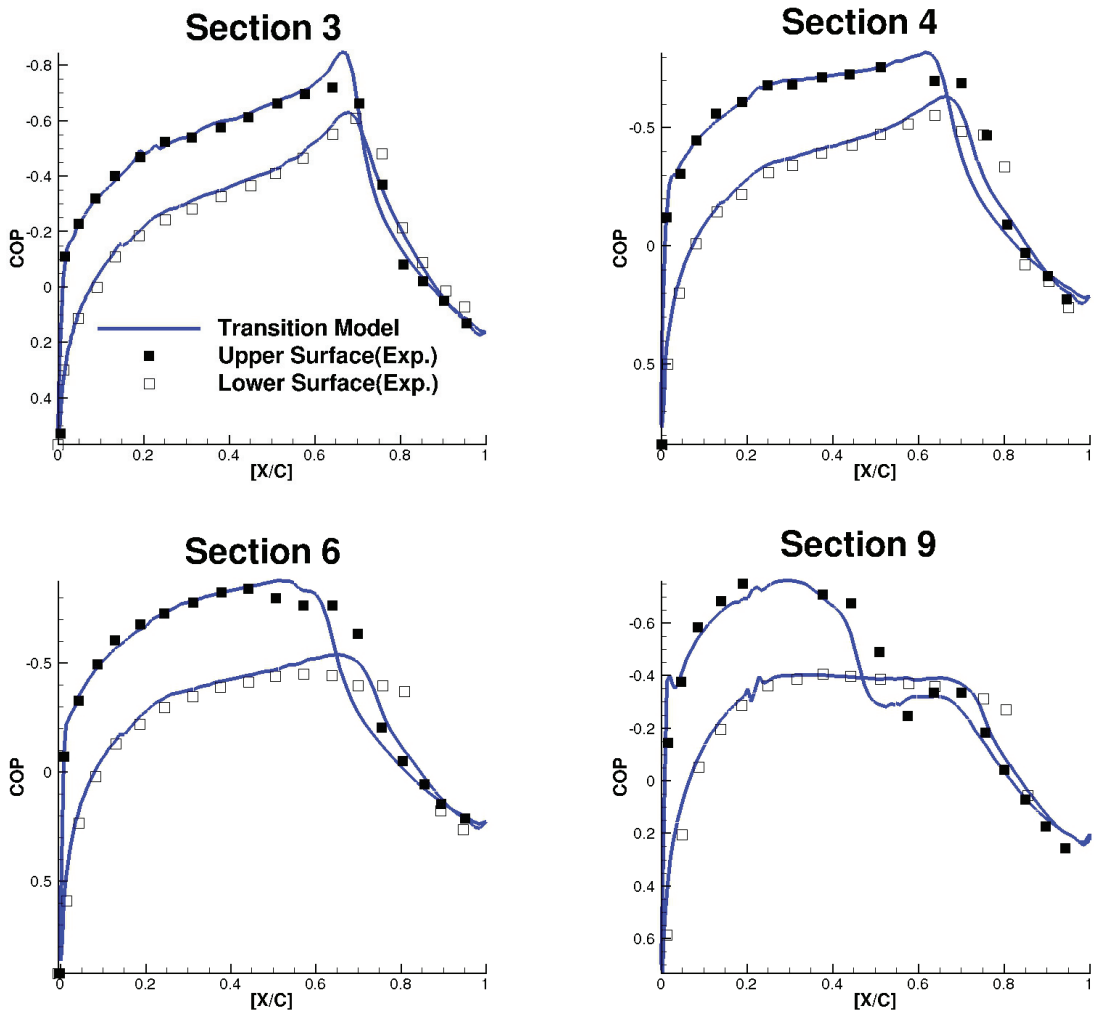 Section 3
-0.8
-0.6
-0.4
-0.2
0
0.2
0.4
COP
Transition Model
Upper Surface(Exp.)
Lower Surface(Exp.)
0 0.2 0.4 0.6 0.8 1
[X/C]
Section 4
-0.5
0
0.5
COP
0 0.2 0.4 0.6 0.8 1
[X/C]
Section 6
-0.5
0
0.5
COP
0 0.2 0.4 0.6 0.8 1
[X/C]
Section 9
-0.6
-0.4
-0.2
0
0.2
0.4
0.6
COP
0 0.2 0.4 0.6 0.8 1
[X/C]